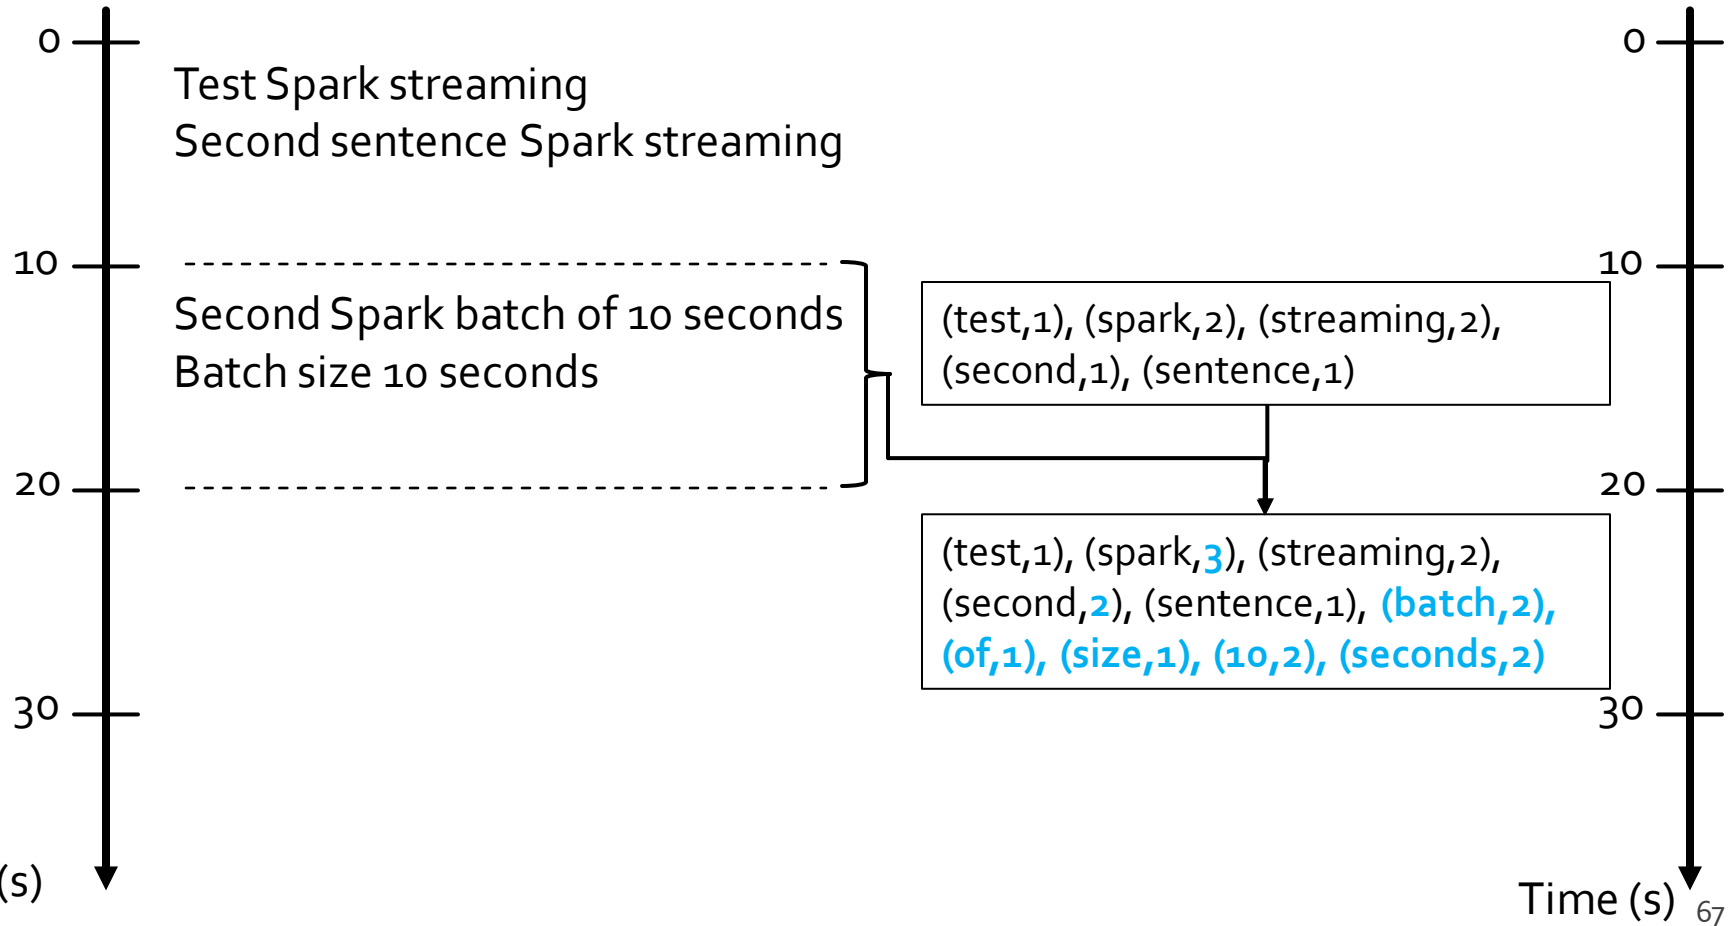 0
Test Spark streaming
Second sentence Spark streaming
10
Second Spark batch of 10 seconds
Batch size 10 seconds
20
30
(s)
0
10
(test,1), (spark,2), (streaming,2),
(second,1), (sentence,1)
20
(test,1), (spark,3), (streaming,2),
(second,2), (sentence,1), (batch,2),
(of,1), (size,1), (10,2), (seconds,2)
30
Time (s)
67